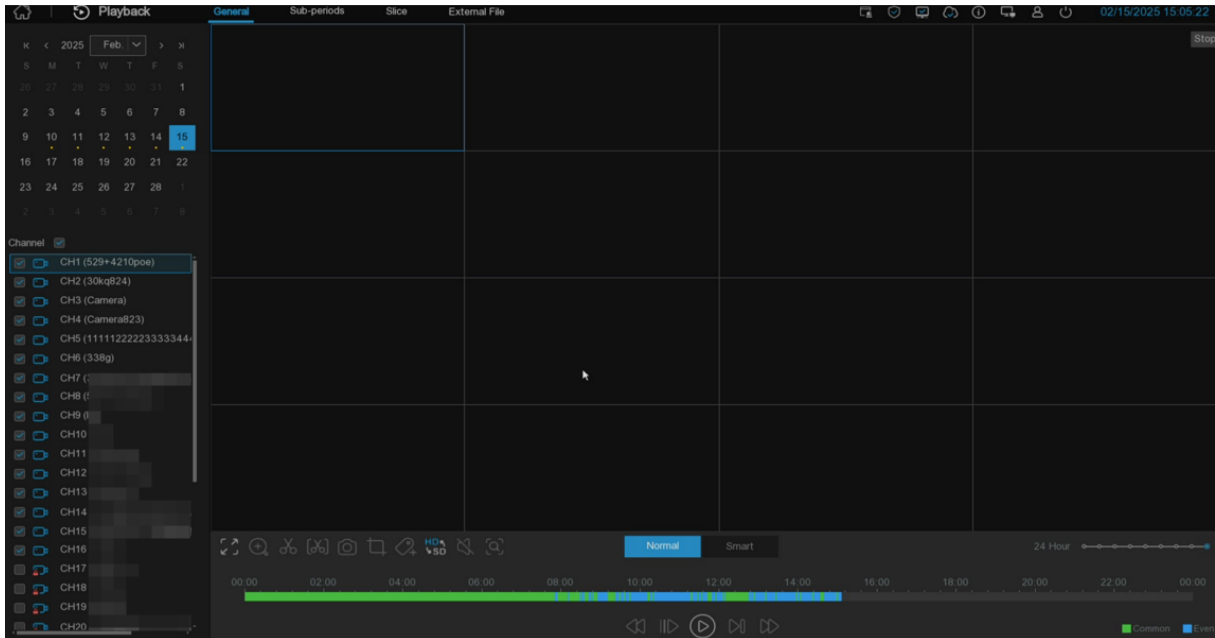 Playback General Sub-periods Slice External File 02/15/2025 15:05:22
Stop
2025 Feb.
S M T W T F S
26 27 28 29 30 31 1
2 3 4 5 6 7 8
9 10 11 12 13 14 15
16 17 18 19 20 21 22
23 24 25 26 27 28 1
2 3 4 5 6 7 8
Channel
CH1 (529+4210poe)
CH2 (30kq824)
CH3 (Camera)
CH4 (Camera823)
CH5 (11111222223333344
CH6 (338g)
CH7
CH8
CH9
CH10
CH11
CH12
CH13
CH14
CH15
CH16
CH17
CH18
CH19
CH20
HD SD Normal Smart 24 Hour
00:00 02:00 04:00 06:00 08:00 10:00 12:00 14:00 16:00 18:00 20:00 22:00 00:00
Common Even